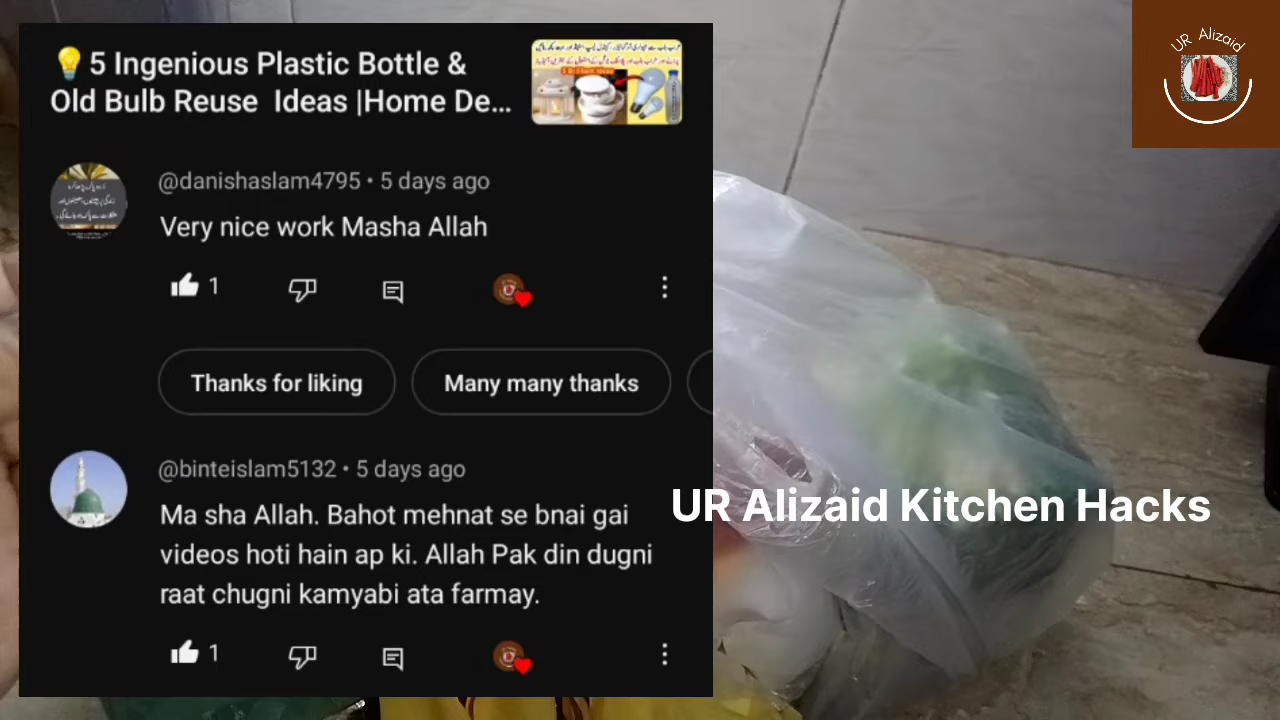 💡5 Ingenious Plastic Bottle &
Old Bulb Reuse Ideas |Home De...
@danishaslam4795 • 5 days ago
Very nice work Masha Allah
1
Thanks for liking
Many many thanks
@binteislam5132 • 5 days ago
Ma sha Allah. Bahot mehnat se bnai gai
videos hoti hain ap ki. Allah Pak din dugni
raat chugni kamyabi ata farmay.
1
UR Alizaid
UR Alizaid Kitchen Hacks